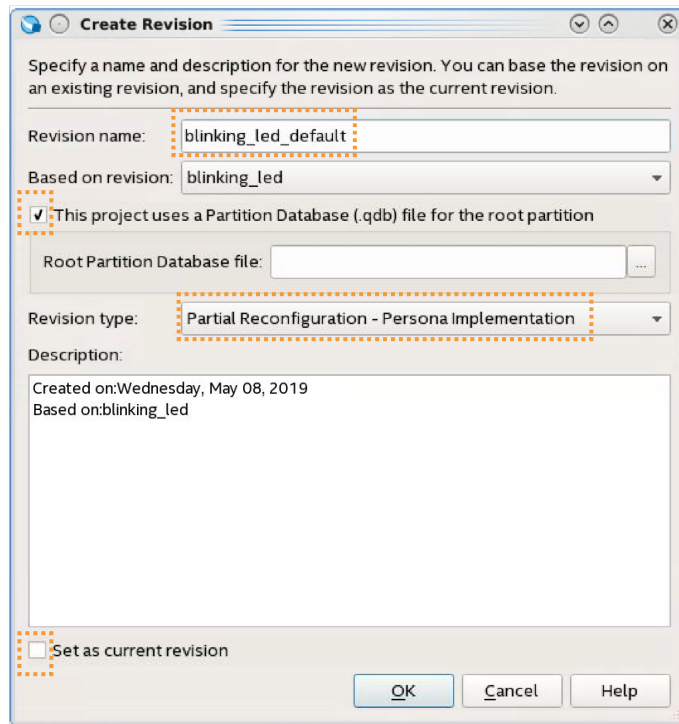 Create Revision
Specify a name and description for the new revision. You can base the revision on
an existing revision, and specify the revision as the current revision.
Revision name: blinking_led_default
Based on revision: blinking_led
This project uses a Partition Database (.qdb) file for the root partition
Root Partition Database file: ...
Revision type: Partial Reconfiguration - Persona Implementation
Description:
Created on:Wednesday, May 08, 2019
Based on:blinking_led
Set as current revision
OK Cancel Help